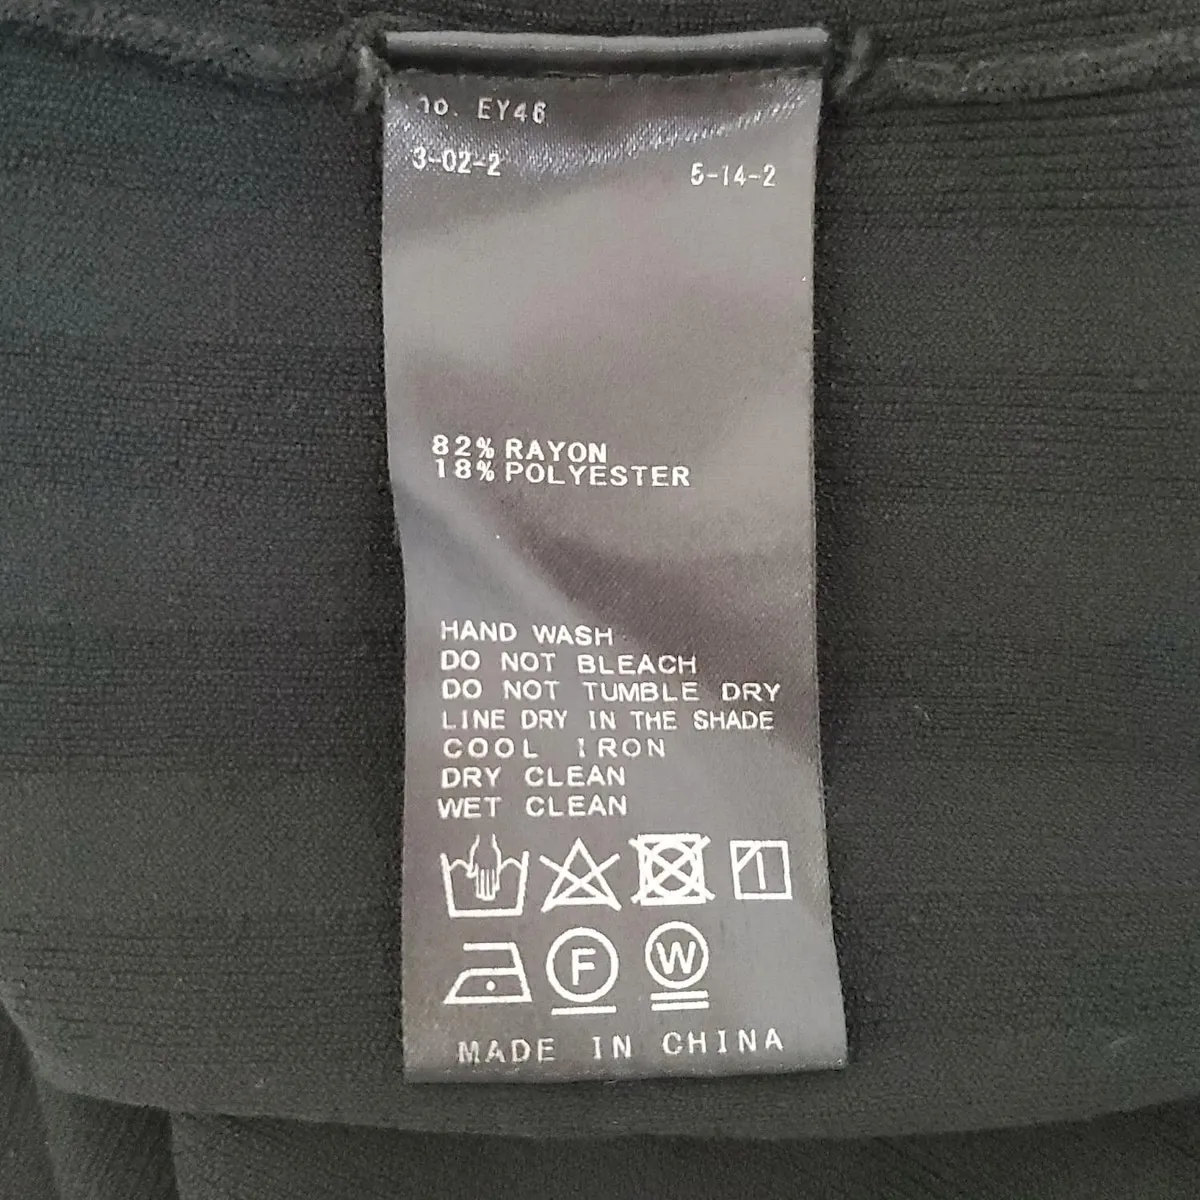 no. EY46
3-02-2 5-14-2
82% RAYON
18% POLYESTER
HAND WASH
DO NOT BLEACH
DO NOT TUMBLE DRY
LINE DRY IN THE SHADE
COOL IRON
DRY CLEAN
WET CLEAN
F W
MADE IN CHINA